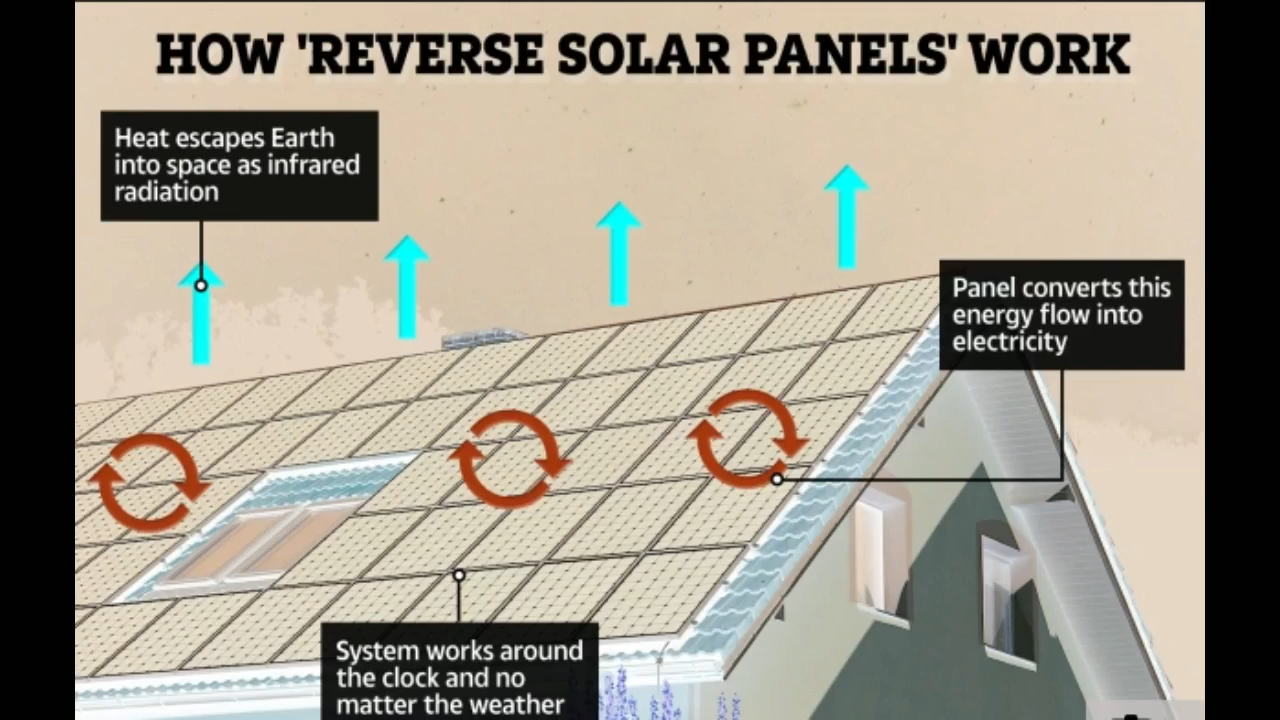 HOW 'REVERSE SOLAR PANELS' WORK
Heat escapes Earth
into space as infrared
radiation
Panel converts this
energy flow into
electricity
System works around
the clock and no
matter the weather